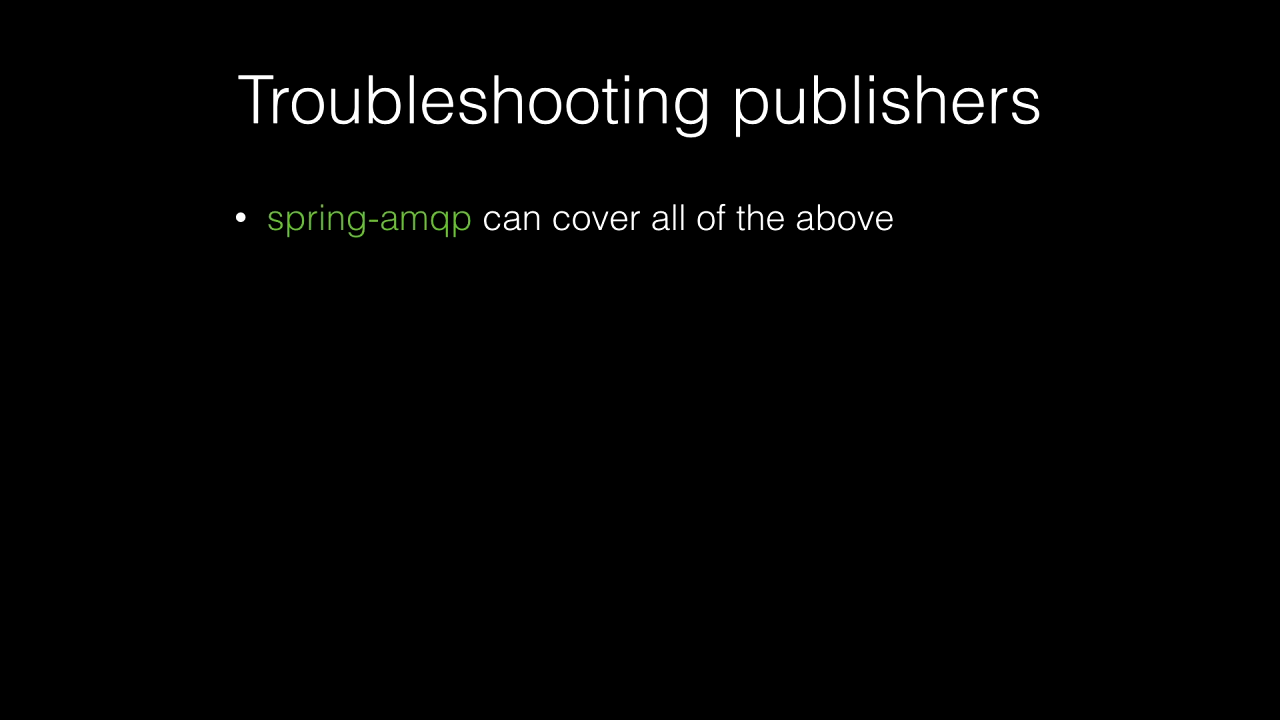 Troubleshooting publishers
• spring-amqp can cover all of the above